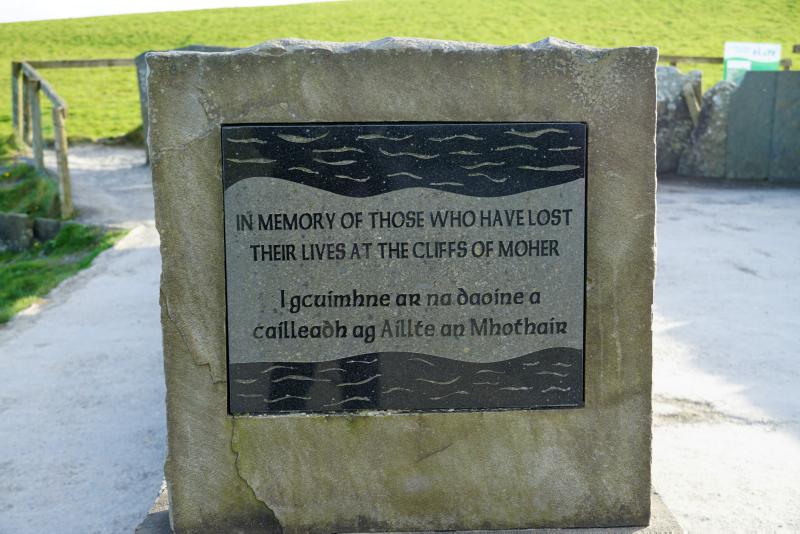 IN MEMORY OF THOSE WHO HAVE LOST
THEIR LIVES AT THE CLIFFS OF MOHER
I gcuimhne ar na daoine a
cailleadh ag Aillte an Mhothair